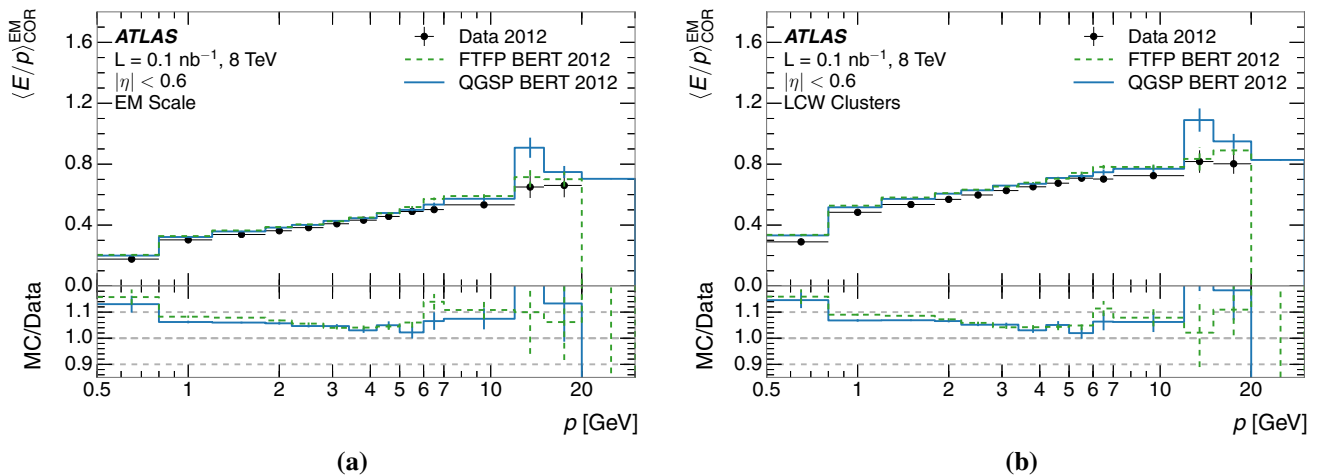 ⟨E/p⟩EM COR
1.6
1.2
0.8
0.4
0.0
ATLAS
L = 0.1 nb⁻¹, 8 TeV
|η| < 0.6
EM Scale
Data 2012
FTFP BERT 2012
QGSP BERT 2012
MC/Data
1.1
1.0
0.9
0.5 1 2 3 4 5 6 7 10 20
p [GeV]
(a)
⟨E/p⟩EM COR
1.6
1.2
0.8
0.4
0.0
ATLAS
L = 0.1 nb⁻¹, 8 TeV
|η| < 0.6
LCW Clusters
Data 2012
FTFP BERT 2012
QGSP BERT 2012
MC/Data
1.1
1.0
0.9
0.5 1 2 3 4 5 6 7 10 20
p [GeV]
(b)